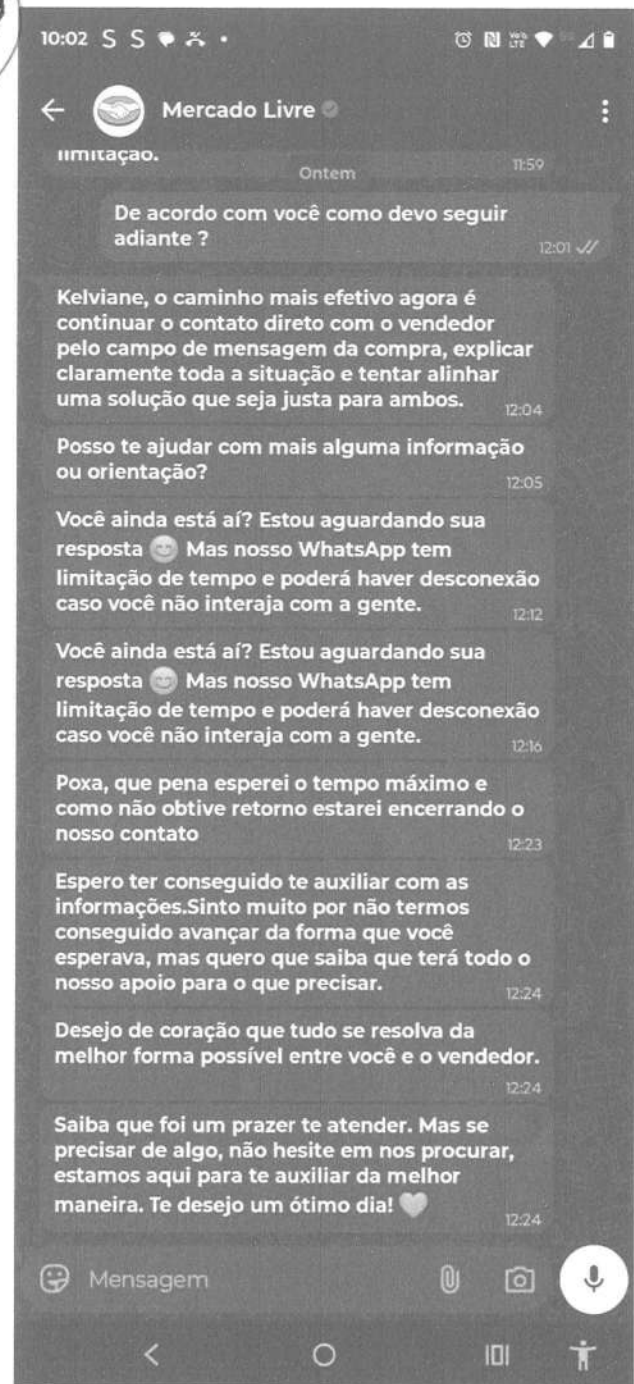 10:02 S S
Mercado Livre
limitação.
11:59
Ontem
De acordo com você como devo seguir
adiante ?
12:01
Kelviane, o caminho mais efetivo agora é
continuar o contato direto com o vendedor
pelo campo de mensagem da compra, explicar
claramente toda a situação e tentar alinhar
uma solução que seja justa para ambos.
12:04
Posso te ajudar com mais alguma informação
ou orientação?
12:05
Você ainda está aí? Estou aguardando sua
resposta 😊 Mas nosso WhatsApp tem
limitação de tempo e poderá haver desconexão
caso você não interaja com a gente.
12:12
Você ainda está aí? Estou aguardando sua
resposta 😊 Mas nosso WhatsApp tem
limitação de tempo e poderá haver desconexão
caso você não interaja com a gente.
12:16
Poxa, que pena esperei o tempo máximo e
como não obtive retorno estarei encerrando o
nosso contato
12:23
Espero ter conseguido te auxiliar com as
informações.Sinto muito por não termos
conseguido avançar da forma que você
esperava, mas quero que saiba que terá todo o
nosso apoio para o que precisar.
12:24
Desejo de coração que tudo se resolva da
melhor forma possível entre você e o vendedor.
12:24
Saiba que foi um prazer te atender. Mas se
precisar de algo, não hesite em nos procurar,
estamos aqui para te auxiliar da melhor
maneira. Te desejo um ótimo dia! 🤍
12:24
Mensagem